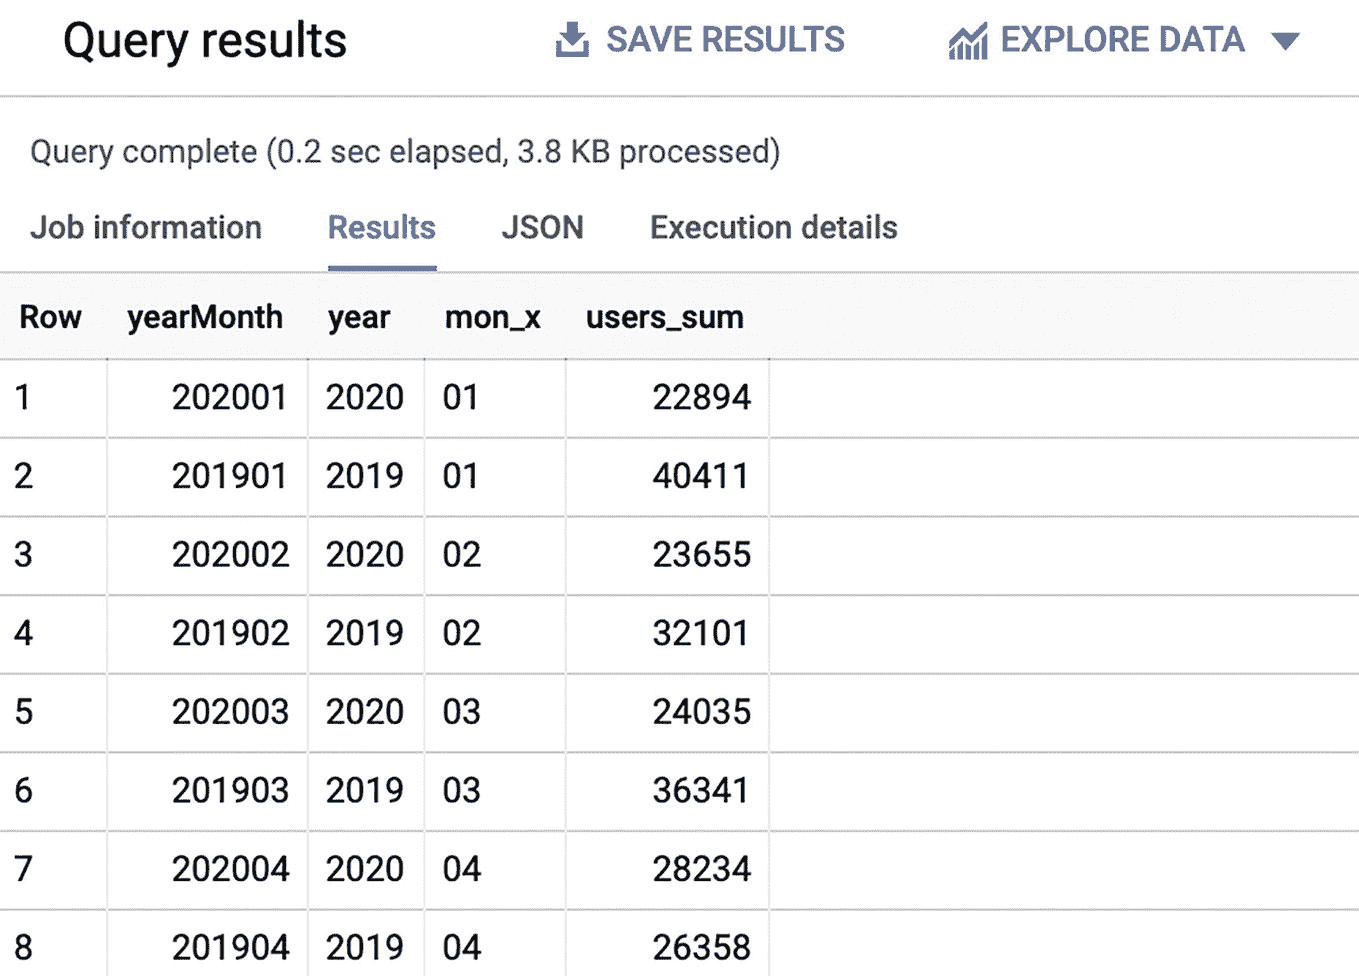 Query results SAVE RESULTS EXPLORE DATA
Query complete (0.2 sec elapsed, 3.8 KB processed)
Job information Results JSON Execution details
Row yearMonth year mon_x users_sum
1 202001 2020 01 22894
2 201901 2019 01 40411
3 202002 2020 02 23655
4 201902 2019 02 32101
5 202003 2020 03 24035
6 201903 2019 03 36341
7 202004 2020 04 28234
8 201904 2019 04 26358